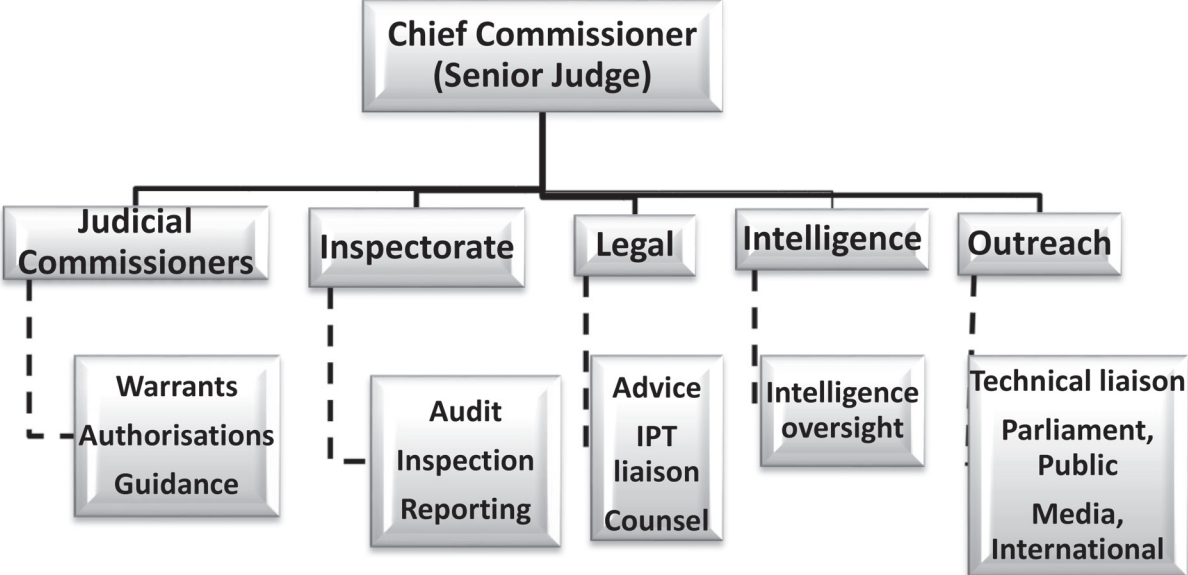 Chief Commissioner
(Senior Judge)
Judicial
Commissioners
Inspectorate
Legal
Intelligence
Outreach
Warrants
Authorisations
Guidance
Audit
Inspection
Reporting
Advice
IPT
liaison
Counsel
Intelligence
oversight
Technical liaison
Parliament,
Public
Media,
International